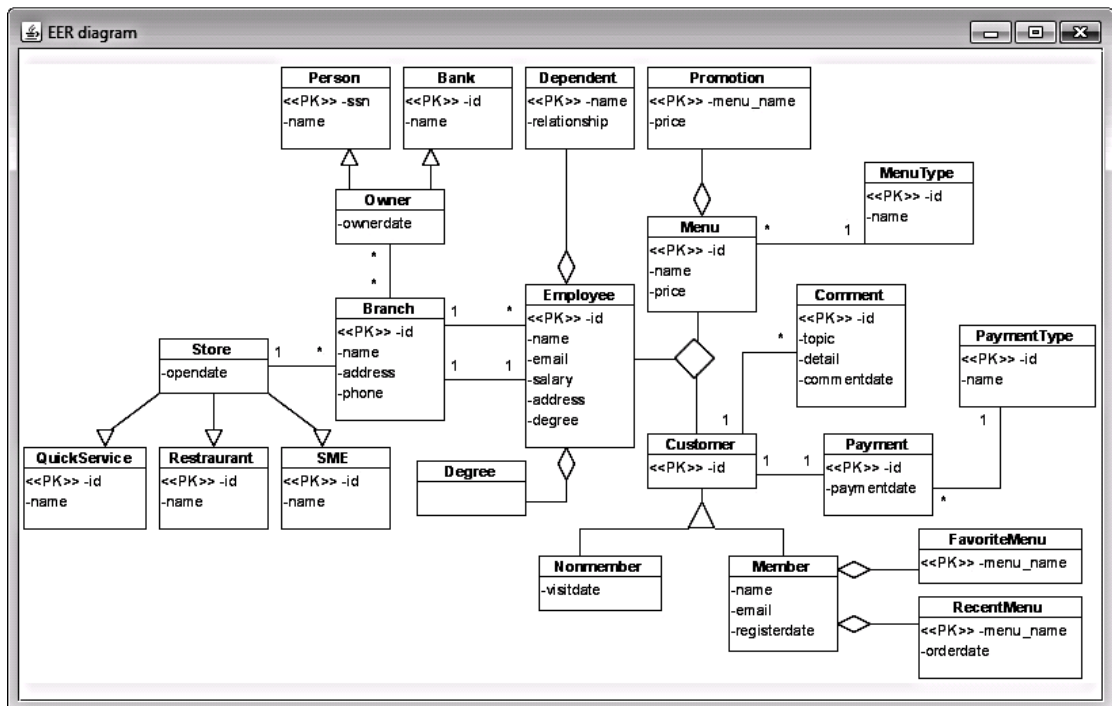 EER diagram
Person
<<PK>> -ssn
-name
Bank
<<PK>> -id
-name
Dependent
<<PK>> -name
-relationship
Promotion
<<PK>> -menu_name
-price
MenuType
<<PK>> -id
-name
Owner
-ownerdate
Menu
<<PK>> -id
-name
-price
* 1
*
*
Branch
<<PK>> -id
-name
-address
-phone
1 *
1 1
Employee
<<PK>> -id
-name
-email
-salary
-address
-degree
Comment
<<PK>> -id
-topic
-detail
-commentdate
*
1
PaymentType
<<PK>> -id
-name
1
*
Store
-opendate
1 *
QuickService
<<PK>> -id
-name
Restraurant
<<PK>> -id
-name
SME
<<PK>> -id
-name
Degree
Customer
<<PK>> -id
1 1
Payment
<<PK>> -id
-paymentdate
Nonmember
-visitdate
Member
-name
-email
-registerdate
FavoriteMenu
<<PK>> -menu_name
RecentMenu
<<PK>> -menu_name
-orderdate